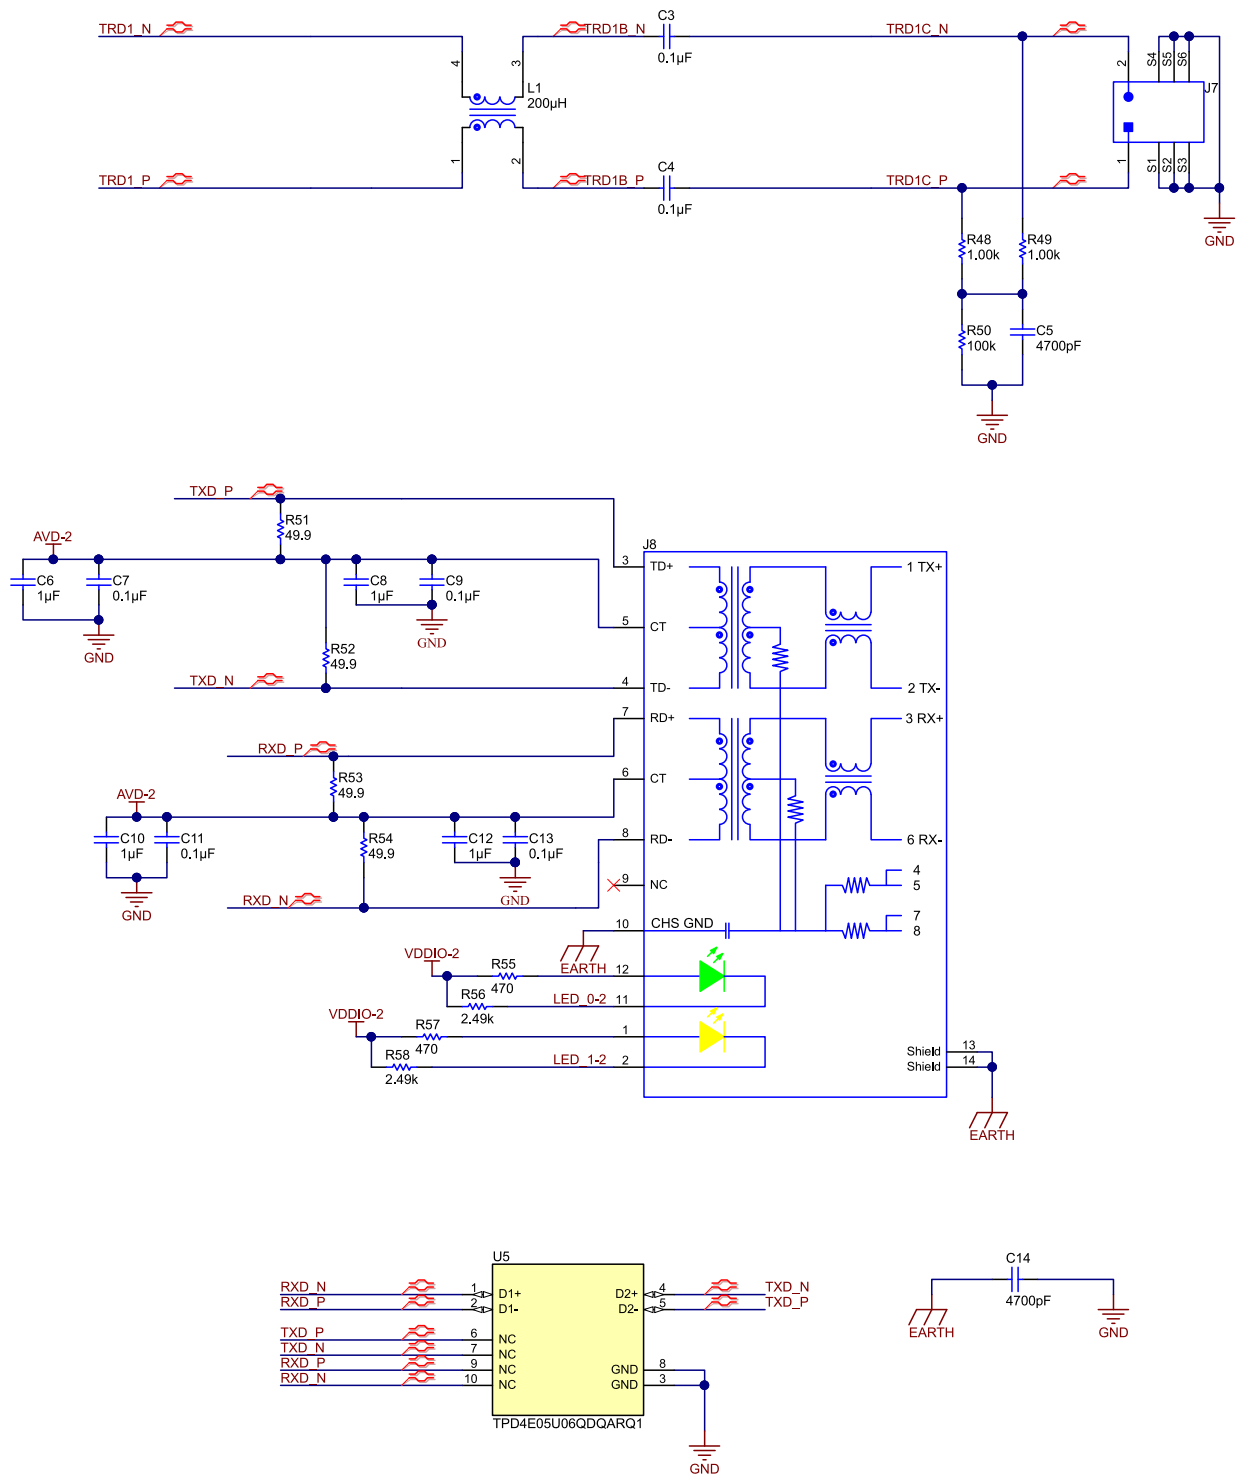 TRD1_N
TRD1B_N
C3
0.1µF
TRD1C_N
4
3
L1
200µH
2
S4
S5
S6
J7
1
2
TRD1_P
TRD1B_P
C4
0.1µF
TRD1C_P
1
S1
S2
S3
GND
R48
1.00k
R49
1.00k
R50
100k
C5
4700pF
GND
TXD_P
R51
49.9
AVD-2
C6
1µF
C7
0.1µF
C8
1µF
C9
0.1µF
GND
GND
R52
49.9
TXD_N
RXD_P
R53
49.9
AVD-2
C10
1µF
C11
0.1µF
R54
49.9
C12
1µF
C13
0.1µF
GND
GND
RXD_N
J8
3
TD+
1 TX+
5
CT
4
TD-
2 TX-
7
RD+
3 RX+
6
CT
8
RD-
6 RX-
9
NC
4
5
10
CHS GND
7
8
EARTH
VDDIO-2
R55
470
12
R56
2.49k
LED_0-2
11
VDDIO-2
R57
470
1
R58
2.49k
LED_1-2
2
Shield
13
Shield
14
EARTH
U5
RXD_N
1
D1+
D2+
4
TXD_N
RXD_P
2
D1-
D2-
5
TXD_P
TXD_P
6
NC
TXD_N
7
NC
RXD_P
9
NC
GND
8
RXD_N
10
NC
GND
3
TPD4E05U06QDQARQ1
GND
C14
4700pF
EARTH
GND